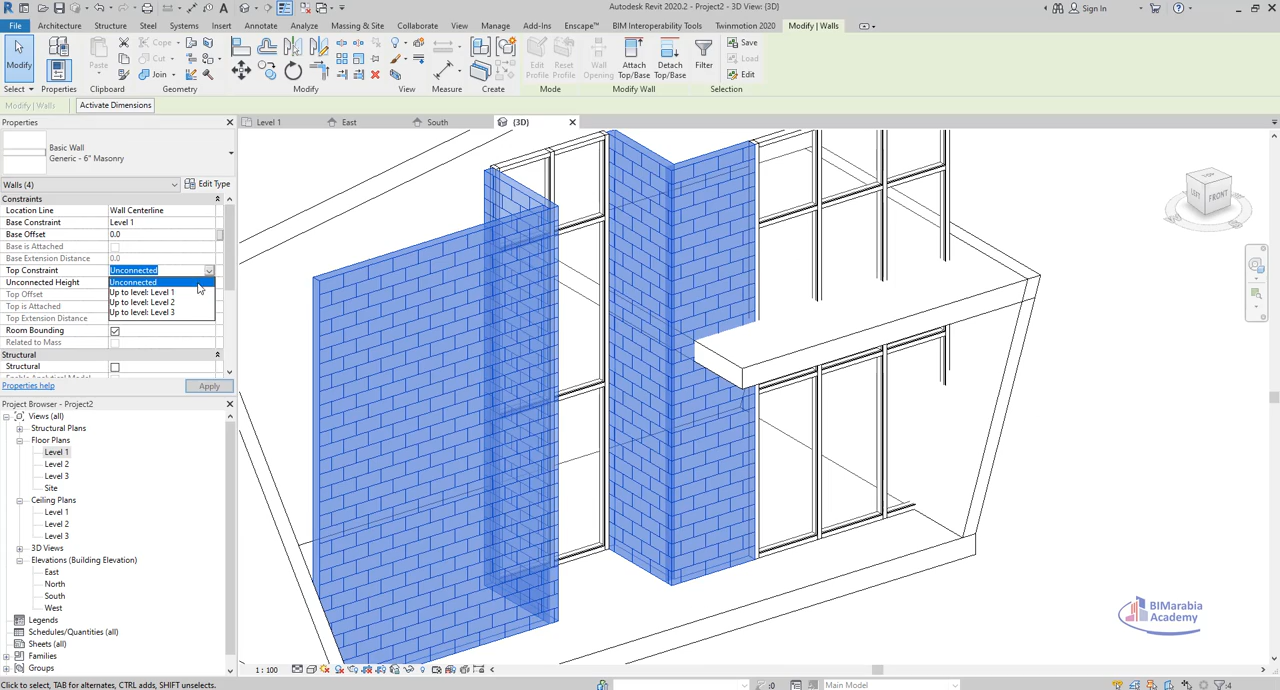 Autodesk Revit 2020.2 - Project2 - 3D View: {3D}
Sign In
File Architecture Structure Steel Systems Insert Annotate Analyze Massing & Site Collaborate View Manage Add-Ins Enscape™ BIM Interoperability Tools Twinmotion 2020 Modify | Walls
Modify
Paste
Cope
Cut
Join
Edit Profile
Reset Profile
Wall Opening
Attach Top/Base
Detach Top/Base
Filter
Save
Load
Edit
Select Properties Clipboard Geometry Modify View Measure Create Mode Modify Wall Selection
Modify | Walls Activate Dimensions
Properties
Level 1
East
South
{3D}
Basic Wall
Generic - 6" Masonry
Walls (4) Edit Type
Constraints
Location Line Wall Centerline
Base Constraint Level 1
Base Offset 0.0
Base is Attached
Base Extension Distance 0.0
Top Constraint Unconnected
Unconnected Height Unconnected
Top Offset Up to level: Level 1
Top is Attached Up to level: Level 2
Top Extension Distance Up to level: Level 3
Room Bounding
Related to Mass
Structural
Structural
Enable Analytical Model
Properties help Apply
Project Browser - Project2
Views (all)
Structural Plans
Floor Plans
Level 1
Level 2
Level 3
Site
Ceiling Plans
Level 1
Level 2
Level 3
3D Views
Elevations (Building Elevation)
East
North
South
West
Legends
Schedules/Quantities (all)
Sheets (all)
Families
Groups
TOP
LEFT
FRONT
BIMarabia
Academy
1 : 100
Click to select, TAB for alternates, CTRL adds, SHIFT unselects.
:0
Main Model
:4